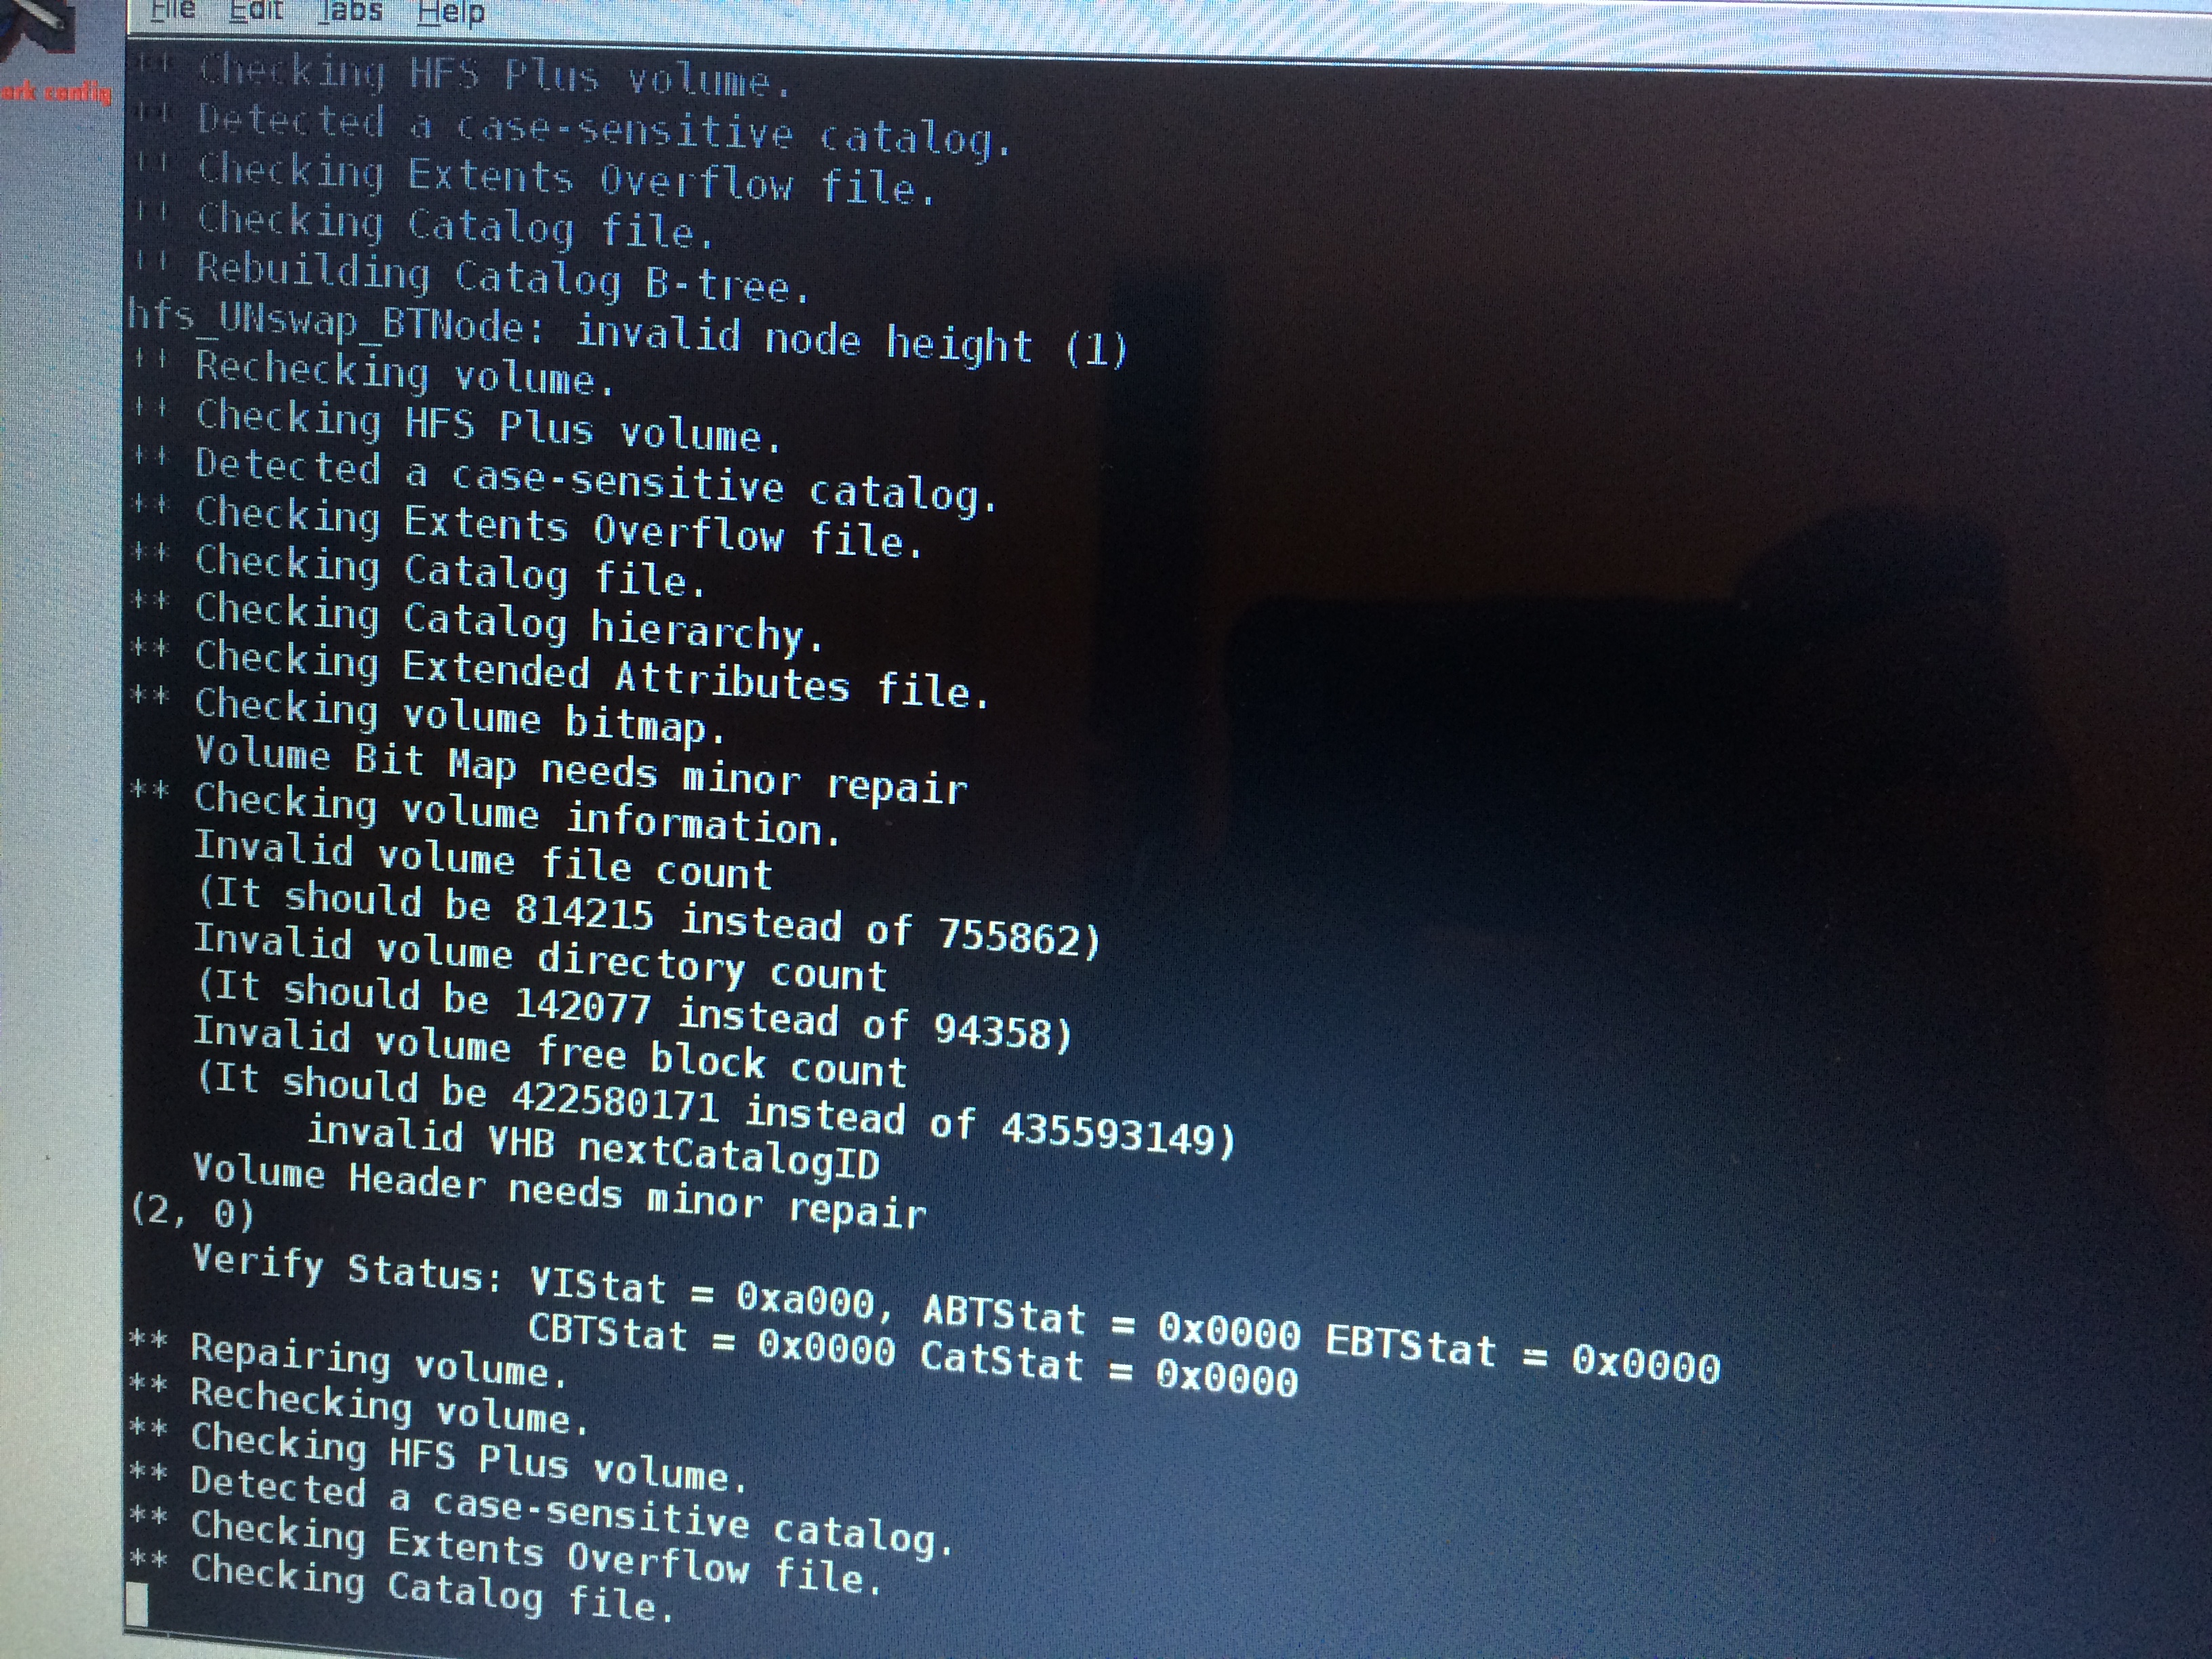 File Edit Tabs Help
ark config
** Checking HFS Plus volume.
** Detected a case-sensitive catalog.
** Checking Extents Overflow file.
** Checking Catalog file.
** Rebuilding Catalog B-tree.
hfs_UNswap_BTNode: invalid node height (1)
** Rechecking volume.
** Checking HFS Plus volume.
** Detected a case-sensitive catalog.
** Checking Extents Overflow file.
** Checking Catalog file.
** Checking Catalog hierarchy.
** Checking Extended Attributes file.
** Checking volume bitmap.
Volume Bit Map needs minor repair
** Checking volume information.
Invalid volume file count
(It should be 814215 instead of 755862)
Invalid volume directory count
(It should be 142077 instead of 94358)
Invalid volume free block count
(It should be 422580171 instead of 435593149)
invalid VHB nextCatalogID
Volume Header needs minor repair
(2, 0)
Verify Status: VIStat = 0xa000, ABTStat = 0x0000 EBTStat = 0x0000
CBTStat = 0x0000 CatStat = 0x0000
** Repairing volume.
** Rechecking volume.
** Checking HFS Plus volume.
** Detected a case-sensitive catalog.
** Checking Extents Overflow file.
** Checking Catalog file.